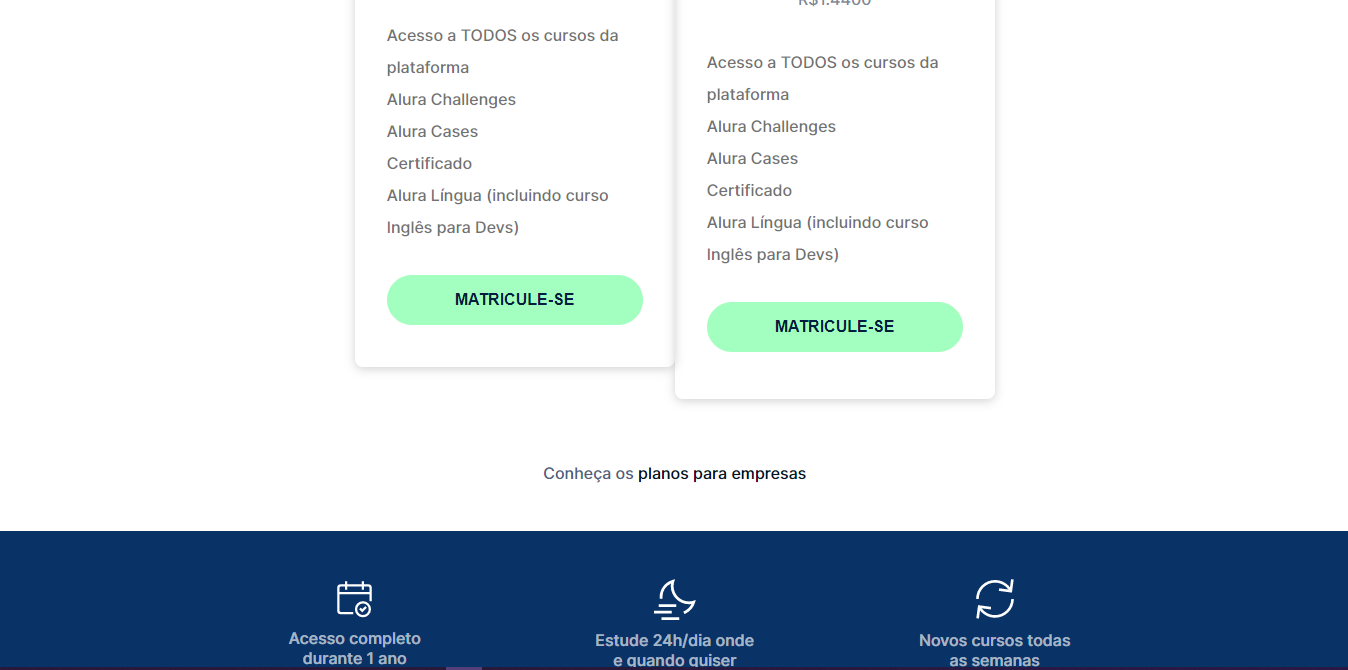 Acesso a TODOS os cursos da
plataforma
Alura Challenges
Alura Cases
Certificado
Alura Língua (incluindo curso
Inglês para Devs)
MATRICULE-SE
R$1.4400
Acesso a TODOS os cursos da
plataforma
Alura Challenges
Alura Cases
Certificado
Alura Língua (incluindo curso
Inglês para Devs)
MATRICULE-SE
Conheça os planos para empresas
Acesso completo
durante 1 ano
Estude 24h/dia onde
e quando quiser
Novos cursos todas
as semanas